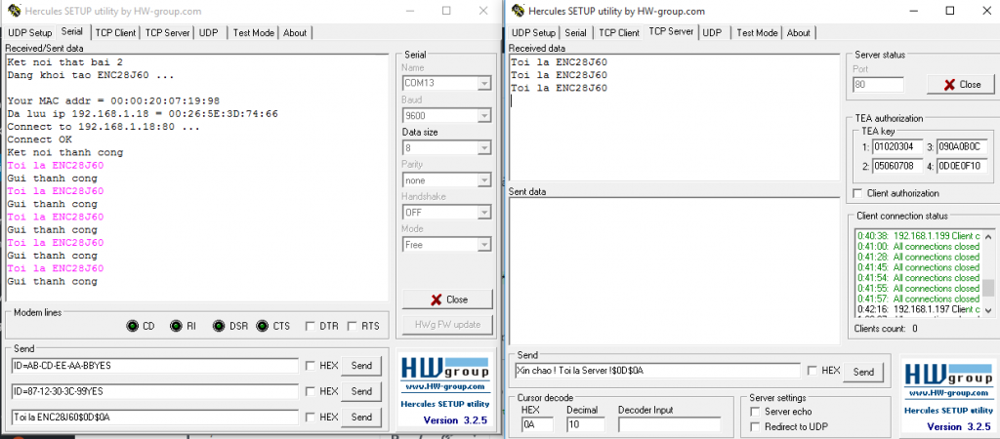 Hercules SETUP utility by HW-group.com
UDP Setup Serial TCP Client TCP Server UDP Test Mode About
Received/Sent data
Ket noi that bai 2
Dang khoi tao ENC28J60 ...
Your MAC addr = 00:00:20:07:19:98
Da luu ip 192.168.1.18 = 00:26:5E:3D:74:66
Connect to 192.168.1.18:80 ...
Connect OK
Ket noi thanh cong
Toi la ENC28J60
Gui thanh cong
Toi la ENC28J60
Gui thanh cong
Toi la ENC28J60
Gui thanh cong
Toi la ENC28J60
Gui thanh cong
Toi la ENC28J60
Gui thanh cong
Serial
Name
COM13
Baud
9600
Data size
8
Parity
none
Handshake
OFF
Mode
Free
Close
HWg FW update
Modem lines
CD RI DSR CTS DTR RTS
Send
ID=AB-CD-EE-AA-BBYES HEX Send
ID=87-12-30-3C-99YES HEX Send
Toi la ENC28J60$0D$0A HEX Send
HW group
www.HW-group.com
Hercules SETUP utility
Version 3.2.5
Hercules SETUP utility by HW-group.com
UDP Setup Serial TCP Client TCP Server UDP Test Mode About
Received data
Toi la ENC28J60
Toi la ENC28J60
Toi la ENC28J60
Sent data
Server status
Port
80 Close
TEA authorization
TEA key
1: 01020304 3: 090A0B0C
2: 05060708 4: 0D0E0F10
Client authorization
Client connection status
0:40:38: 192.168.1.199 Client c
0:41:00: All connections closed
0:41:28: All connections closed
0:41:45: All connections closed
0:41:54: All connections closed
0:41:55: All connections closed
0:41:57: All connections closed
0:42:16: 192.168.1.197 Client c
Clients count: 0
Send
Xin chao ! Toi la Server !$0D$0A HEX Send
Cursor decode
HEX Decimal Decoder Input
0A 10
Server settings
Server echo
Redirect to UDP
HW group
www.HW-group.com
Hercules SETUP utility
Version 3.2.5